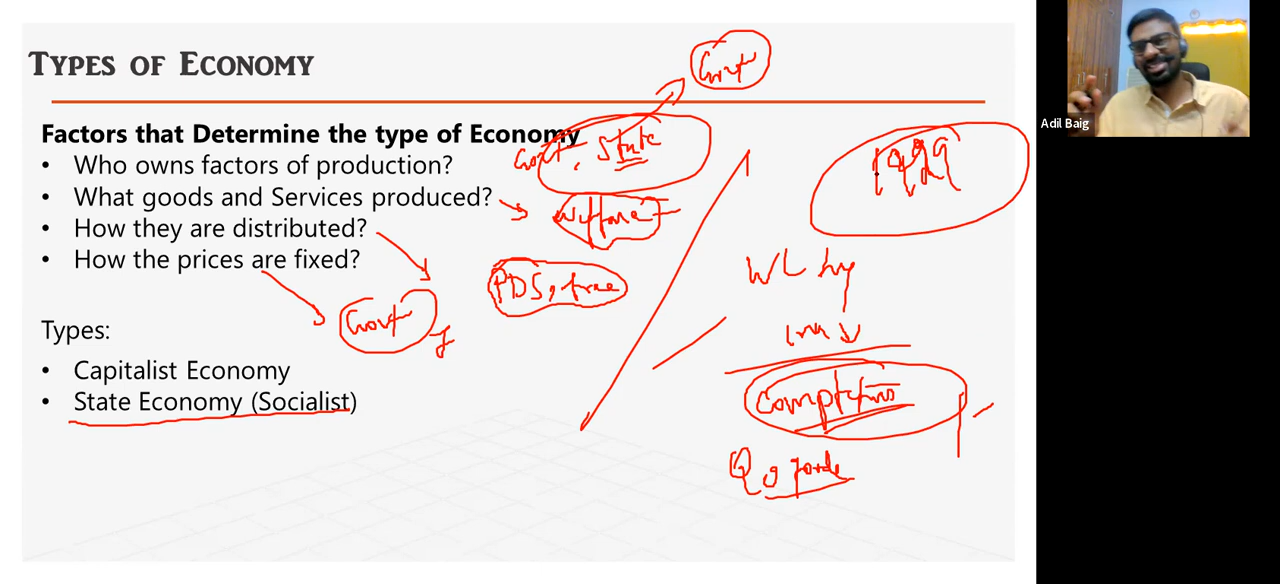 TYPES OF ECONOMY
Factors that Determine the type of Economy
• Who owns factors of production?
• What goods and Services produced?
• How they are distributed?
• How the prices are fixed?
Types:
• Capitalist Economy
• State Economy (Socialist)
Govt
Govt, State
Welfare
PDS, free
Govt
Adil Baig